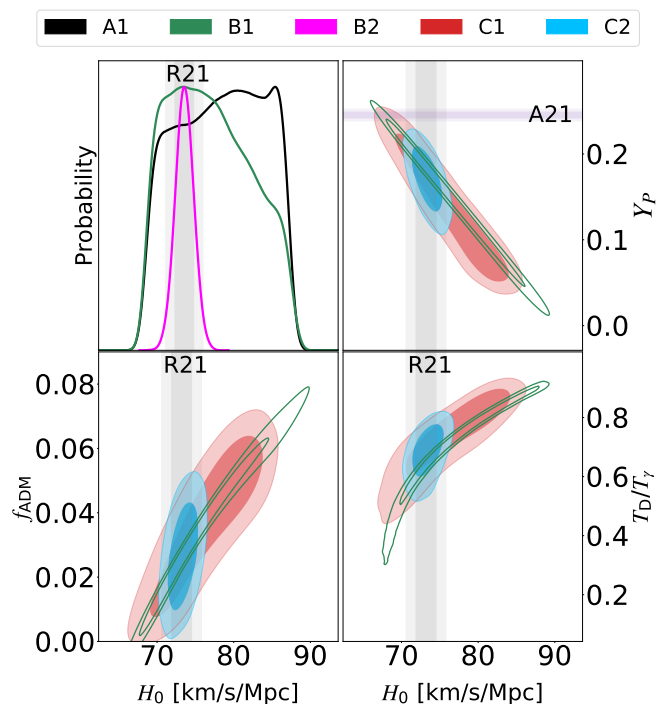 A1 B1 B2 C1 C2
R21
Probability
A21
0.2
0.1
0.0
Y_P
R21
0.08
0.06
0.04
0.02
0.00
f_ADM
R21
0.8
0.6
0.4
0.2
T_D/T_γ
70 80 90
H_0 [km/s/Mpc]
70 80 90
H_0 [km/s/Mpc]